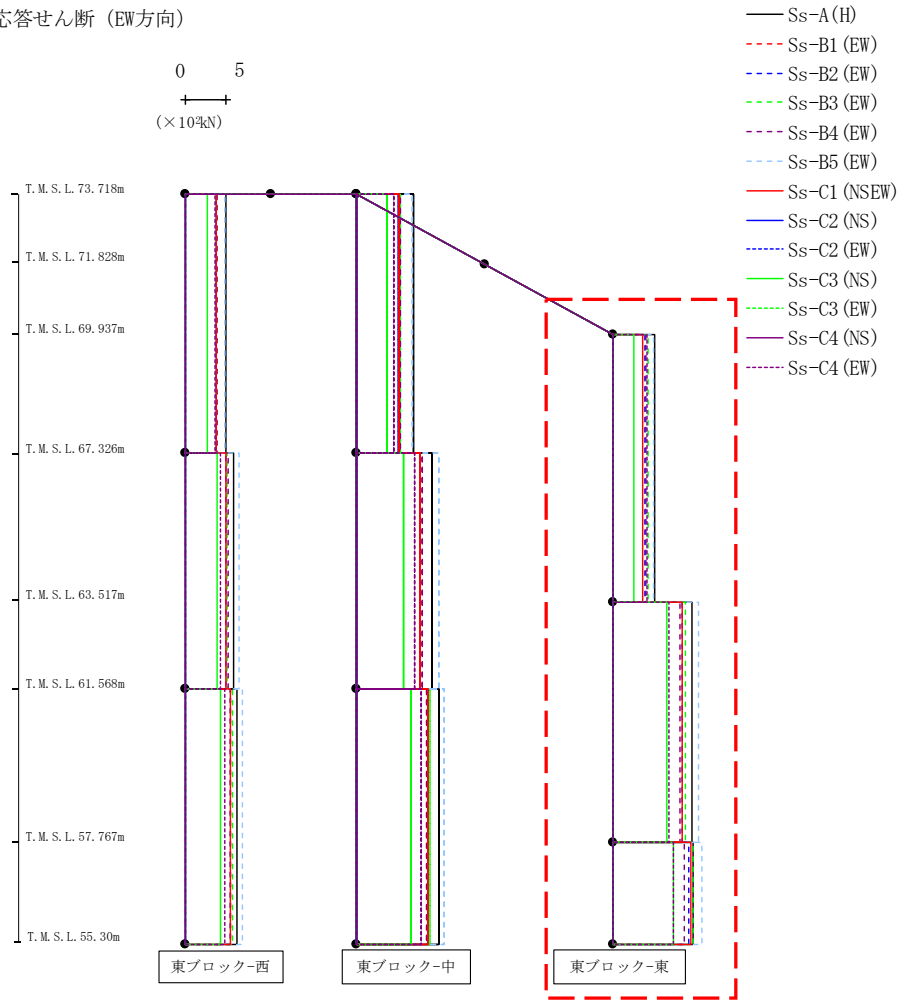 応答せん断 (EW方向)
0 5
(×10²kN)
Ss-A(H)
Ss-B1(EW)
Ss-B2(EW)
Ss-B3(EW)
Ss-B4(EW)
Ss-B5(EW)
Ss-C1(NSEW)
Ss-C2(NS)
Ss-C2(EW)
Ss-C3(NS)
Ss-C3(EW)
Ss-C4(NS)
Ss-C4(EW)
T.M.S.L.73.718m
T.M.S.L.71.828m
T.M.S.L.69.937m
T.M.S.L.67.326m
T.M.S.L.63.517m
T.M.S.L.61.568m
T.M.S.L.57.767m
T.M.S.L.55.30m
東ブロック-西
東ブロック-中
東ブロック-東